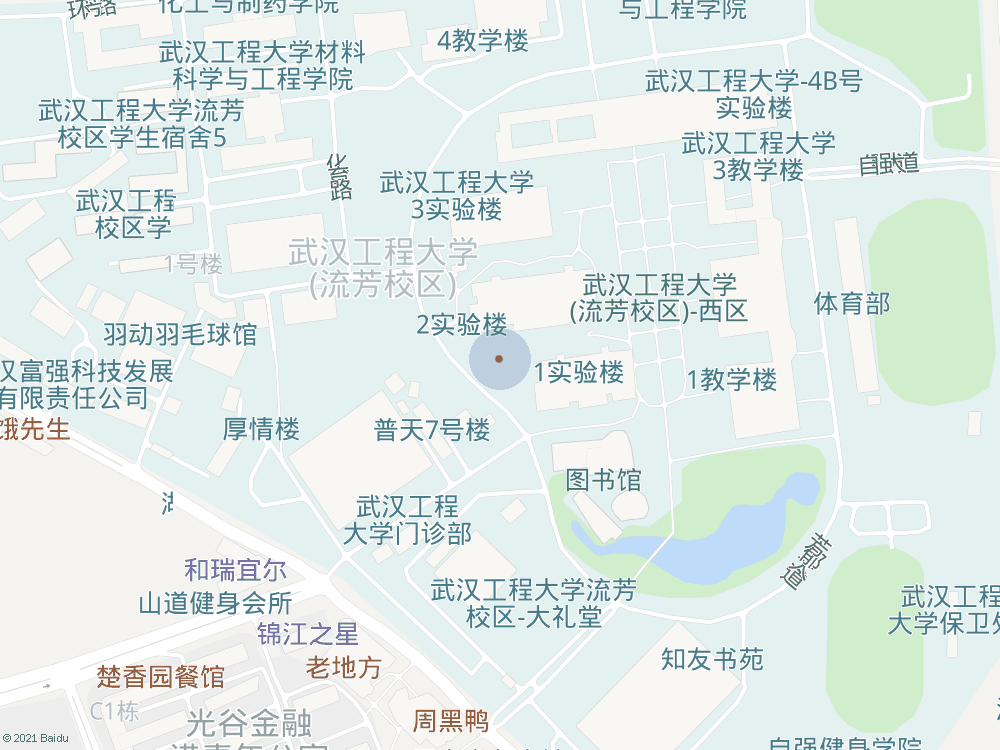 环路
化工与制药学院
与工程学院
4教学楼
武汉工程大学材料
科学与工程学院
武汉工程大学-4B号
实验楼
武汉工程大学流芳
校区学生宿舍5
武汉工程大学
3教学楼
自强大道
化育路
武汉工程大学
3实验楼
武汉工程
校区学
武汉工程大学
(流芳校区)
1号楼
武汉工程大学
(流芳校区)-西区
体育部
2实验楼
羽动羽毛球馆
1实验楼
1教学楼
汉富强科技发展
有限责任公司
饿先生
厚情楼
普天7号楼
图书馆
武汉工程
大学门诊部
和瑞宜尔
山道健身会所
武汉工程大学流芳
校区-大礼堂
武汉工程
大学保卫处
锦江之星
老地方
知友书苑
楚香园餐馆
C1栋
光谷金融
周黑鸭
自强健身学院
© 2021 Baidu